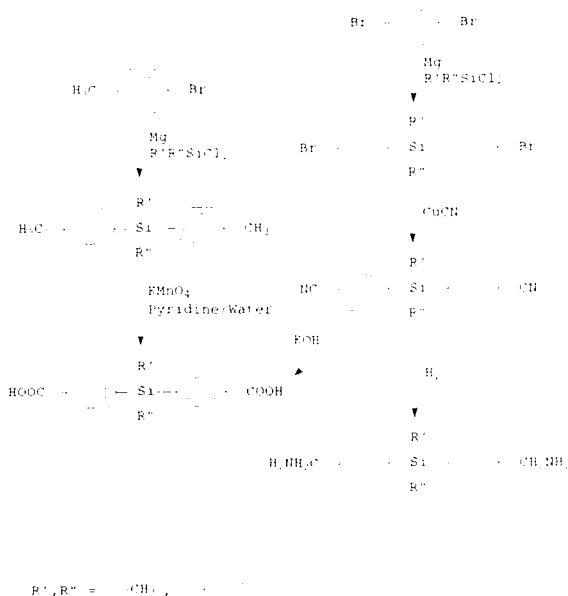 Br Br
Mg
R'R"SiCl2
H3C Br
R'
Br Si Br
R"
Mg
R'R"SiCl2
R'
H3C Si CH3
R"
CuCN
R'
NC Si CN
R"
KMnO4
Pyridine/Water
KOH
R'
HOOC Si COOH
R"
H2
R'
H2NH2C Si CH2NH2
R"
R',R" = CH3 ,